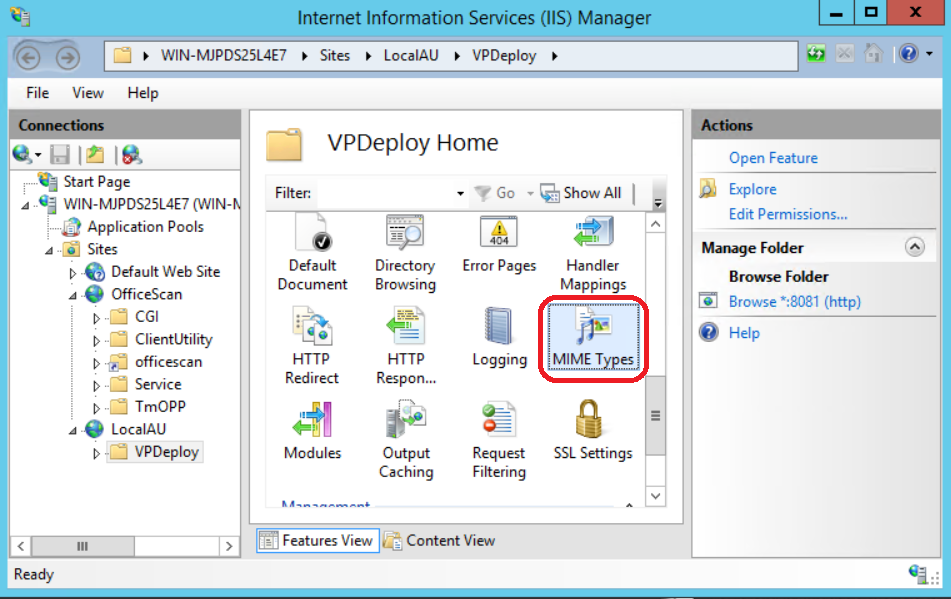 Internet Information Services (IIS) Manager
WIN-MJPDS25L4E7 Sites LocalAU VPDeploy
File View Help
Connections
Start Page
WIN-MJPDS25L4E7 (WIN-M
Application Pools
Sites
Default Web Site
OfficeScan
CGI
ClientUtility
officescan
Service
TmOPP
LocalAU
VPDeploy
VPDeploy Home
Filter: Go Show All
Default Document
Directory Browsing
Error Pages
404
Handler Mappings
HTTP Redirect
HTTP Respon...
Logging
MIME Types
Modules
Output Caching
Request Filtering
SSL Settings
Management
Features View Content View
Actions
Open Feature
Explore
Edit Permissions...
Manage Folder
Browse Folder
Browse *:8081 (http)
Help
Ready